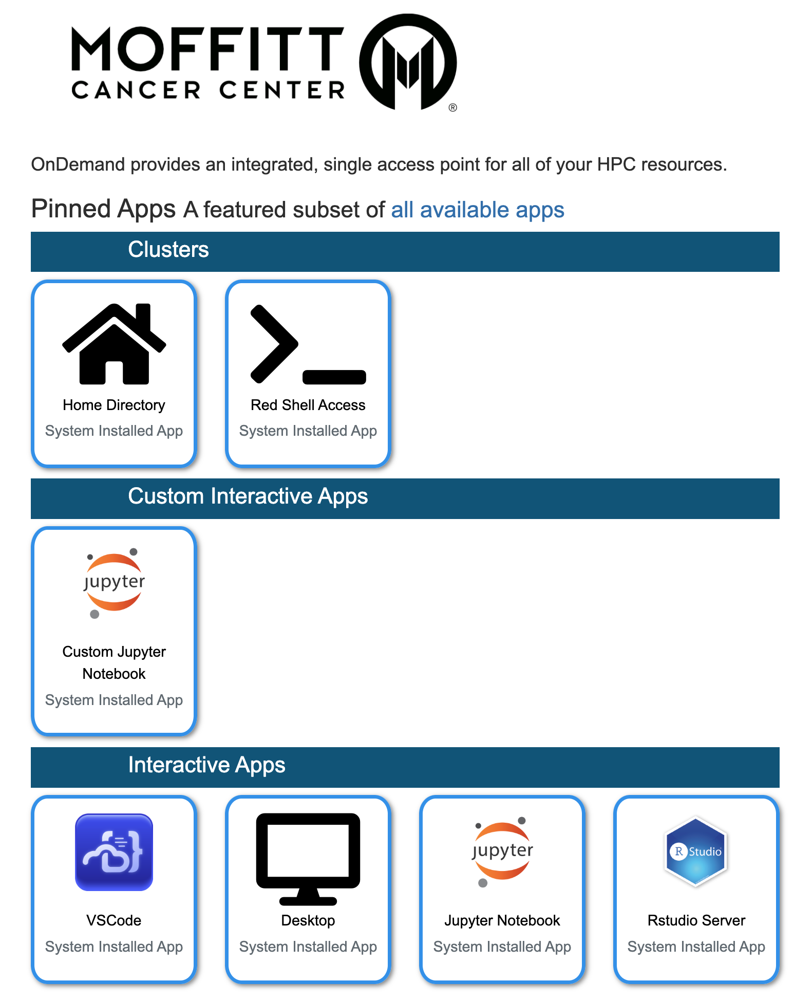 MOFFITT
CANCER CENTER
®
OnDemand provides an integrated, single access point for all of your HPC resources.
Pinned Apps A featured subset of all available apps
Clusters
Home Directory
System Installed App
Red Shell Access
System Installed App
Custom Interactive Apps
jupyter
Custom Jupyter
Notebook
System Installed App
Interactive Apps
VSCode
System Installed App
Desktop
System Installed App
jupyter
Jupyter Notebook
System Installed App
R Studio
Rstudio Server
System Installed App